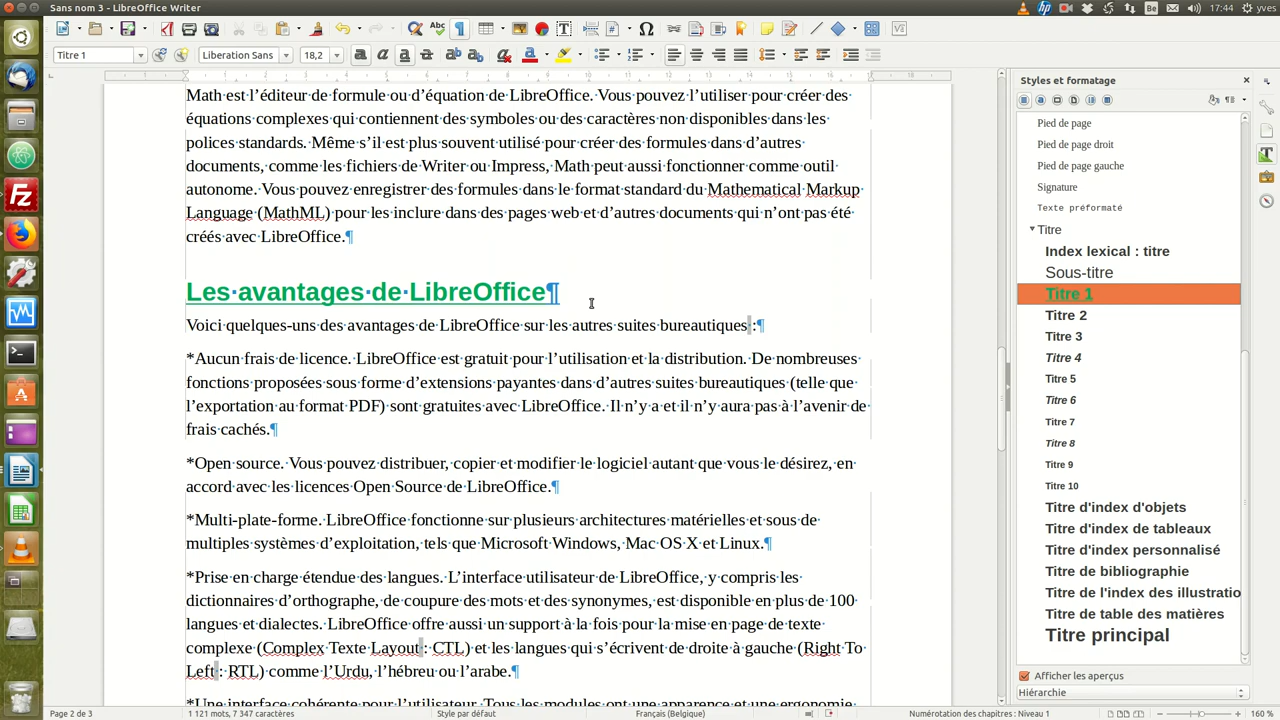 Sans nom 3 - LibreOffice Writer
Be
17:44
yves
Titre 1
Liberation Sans
18,2
Math·est·l’éditeur·de·formule·ou·d’équation·de·LibreOffice.·Vous·pouvez·l’utiliser·pour·créer·des·
équations·complexes·qui·contiennent·des·symboles·ou·des·caractères·non·disponibles·dans·les·
polices·standards.·Même·s’il·est·plus·souvent·utilisé·pour·créer·des·formules·dans·d’autres·
documents,·comme·les·fichiers·de·Writer·ou·Impress,·Math·peut·aussi·fonctionner·comme·outil·
autonome.·Vous·pouvez·enregistrer·des·formules·dans·le·format·standard·du·Mathematical·Markup·
Language·(MathML)·pour·les·inclure·dans·des·pages·web·et·d’autres·documents·qui·n’ont·pas·été·
créés·avec·LibreOffice.¶
Les·avantages·de·LibreOffice¶
Voici·quelques-uns·des·avantages·de·LibreOffice·sur·les·autres·suites·bureautiques :¶
*Aucun·frais·de·licence.·LibreOffice·est·gratuit·pour·l’utilisation·et·la·distribution.·De·nombreuses·
fonctions·proposées·sous·forme·d’extensions·payantes·dans·d’autres·suites·bureautiques·(telle·que·
l’exportation·au·format·PDF)·sont·gratuites·avec·LibreOffice.·Il·n’y·a·et·il·n’y·aura·pas·à·l’avenir·de·
frais·cachés.¶
*Open·source.·Vous·pouvez·distribuer,·copier·et·modifier·le·logiciel·autant·que·vous·le·désirez,·en·
accord·avec·les·licences·Open·Source·de·LibreOffice.¶
*Multi-plate-forme.·LibreOffice·fonctionne·sur·plusieurs·architectures·matérielles·et·sous·de·
multiples·systèmes·d’exploitation,·tels·que·Microsoft·Windows,·Mac·OS·X·et·Linux.¶
*Prise·en·charge·étendue·des·langues.·L’interface·utilisateur·de·LibreOffice,·y·compris·les·
dictionnaires·d’orthographe,·de·coupure·des·mots·et·des·synonymes,·est·disponible·en·plus·de·100·
langues·et·dialectes.·LibreOffice·offre·aussi·un·support·à·la·fois·pour·la·mise·en·page·de·texte·
complexe·(Complex·Texte·Layout :·CTL)·et·les·langues·qui·s’écrivent·de·droite·à·gauche·(Right·To·
Left :·RTL)·comme·l’Urdu,·l’hébreu·ou·l’arabe.¶
*Une·interface·cohérente·pour·l’utilisateur.·Tous·les·modules·ont·une·apparence·et·une·ergonomie·
Styles et formatage
Pied de page
Pied de page droit
Pied de page gauche
Signature
Texte préformaté
Titre
Index lexical : titre
Sous-titre
Titre 1
Titre 2
Titre 3
Titre 4
Titre 5
Titre 6
Titre 7
Titre 8
Titre 9
Titre 10
Titre d'index d'objets
Titre d'index de tableaux
Titre d'index personnalisé
Titre de bibliographie
Titre de l'index des illustratio
Titre de table des matières
Titre principal
Afficher les aperçus
Hiérarchie
Page 2 de 3
1 121 mots, 7 347 caractères
Style par défaut
Français (Belgique)
Numérotation des chapitres : Niveau 1
160 %